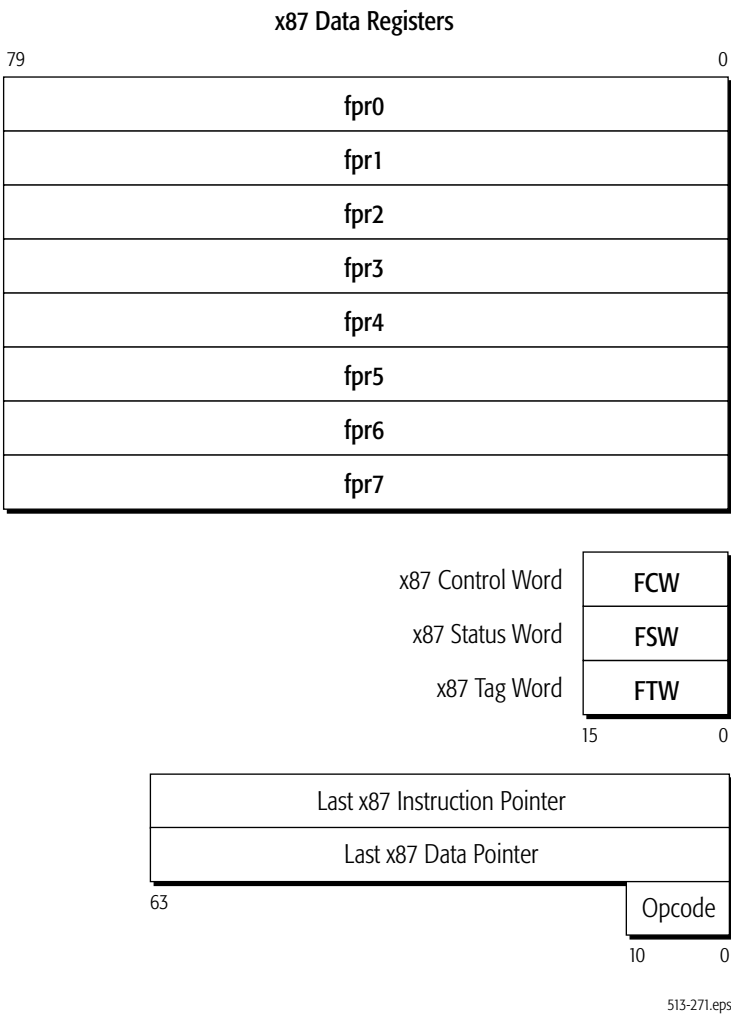 x87 Data Registers
79 0
fpr0
fpr1
fpr2
fpr3
fpr4
fpr5
fpr6
fpr7
x87 Control Word FCW
x87 Status Word FSW
x87 Tag Word FTW
15 0
Last x87 Instruction Pointer
Last x87 Data Pointer
63 Opcode
10 0
513-271.eps